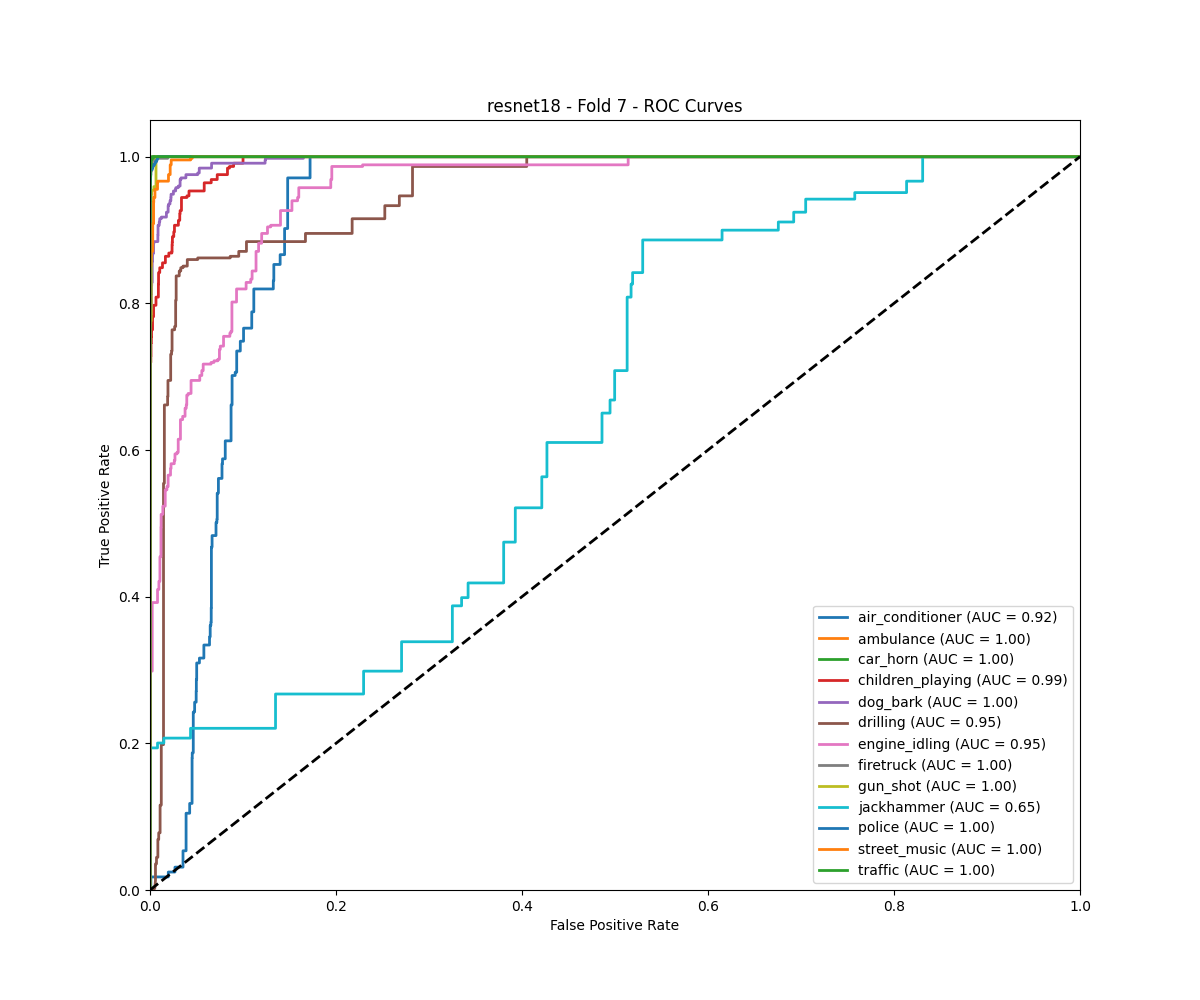 resnet18 - Fold 7 - ROC Curves
True Positive Rate
1.0
0.8
0.6
0.4
0.2
0.0
0.0 0.2 0.4 0.6 0.8 1.0
False Positive Rate
air_conditioner (AUC = 0.92)
ambulance (AUC = 1.00)
car_horn (AUC = 1.00)
children_playing (AUC = 0.99)
dog_bark (AUC = 1.00)
drilling (AUC = 0.95)
engine_idling (AUC = 0.95)
firetruck (AUC = 1.00)
gun_shot (AUC = 1.00)
jackhammer (AUC = 0.65)
police (AUC = 1.00)
street_music (AUC = 1.00)
traffic (AUC = 1.00)